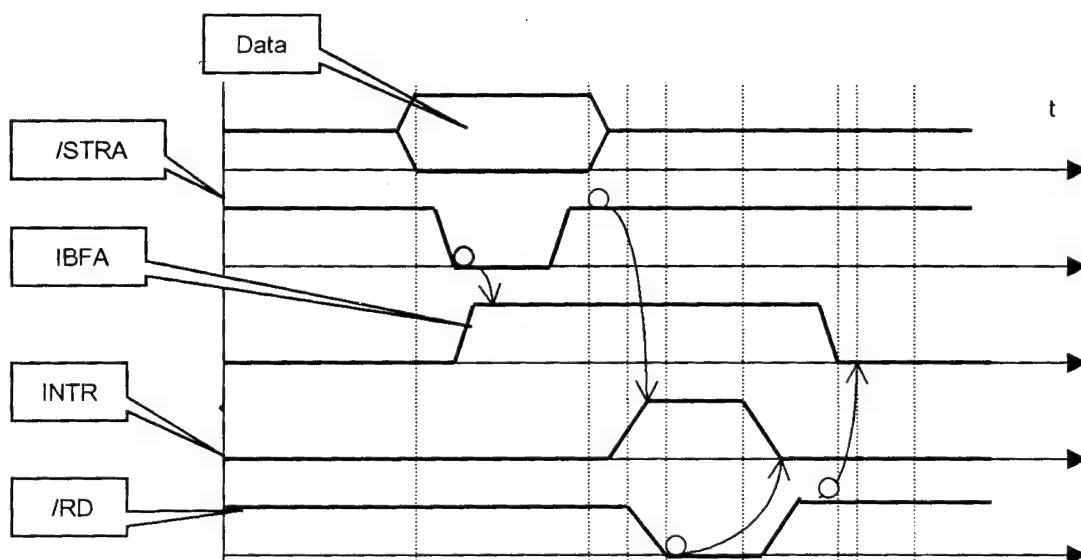 Data
t
/STRA
IBFA
INTR
/RD